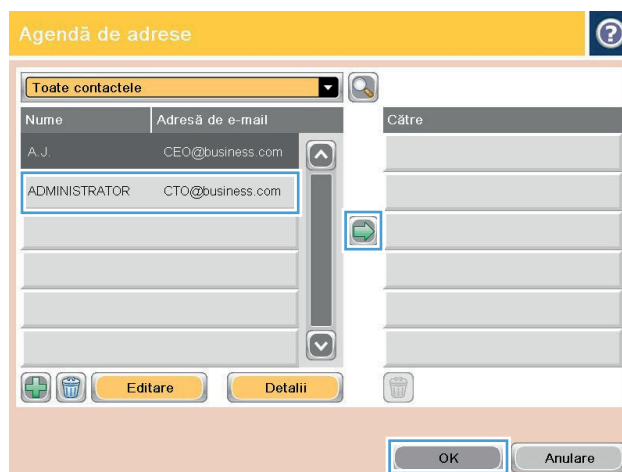 Agendă de adrese
?
Toate contactele
Nume Adresă de e-mail Către
A.J. CEO@business.com
ADMINISTRATOR CTO@business.com
Editare Detalii
OK Anulare